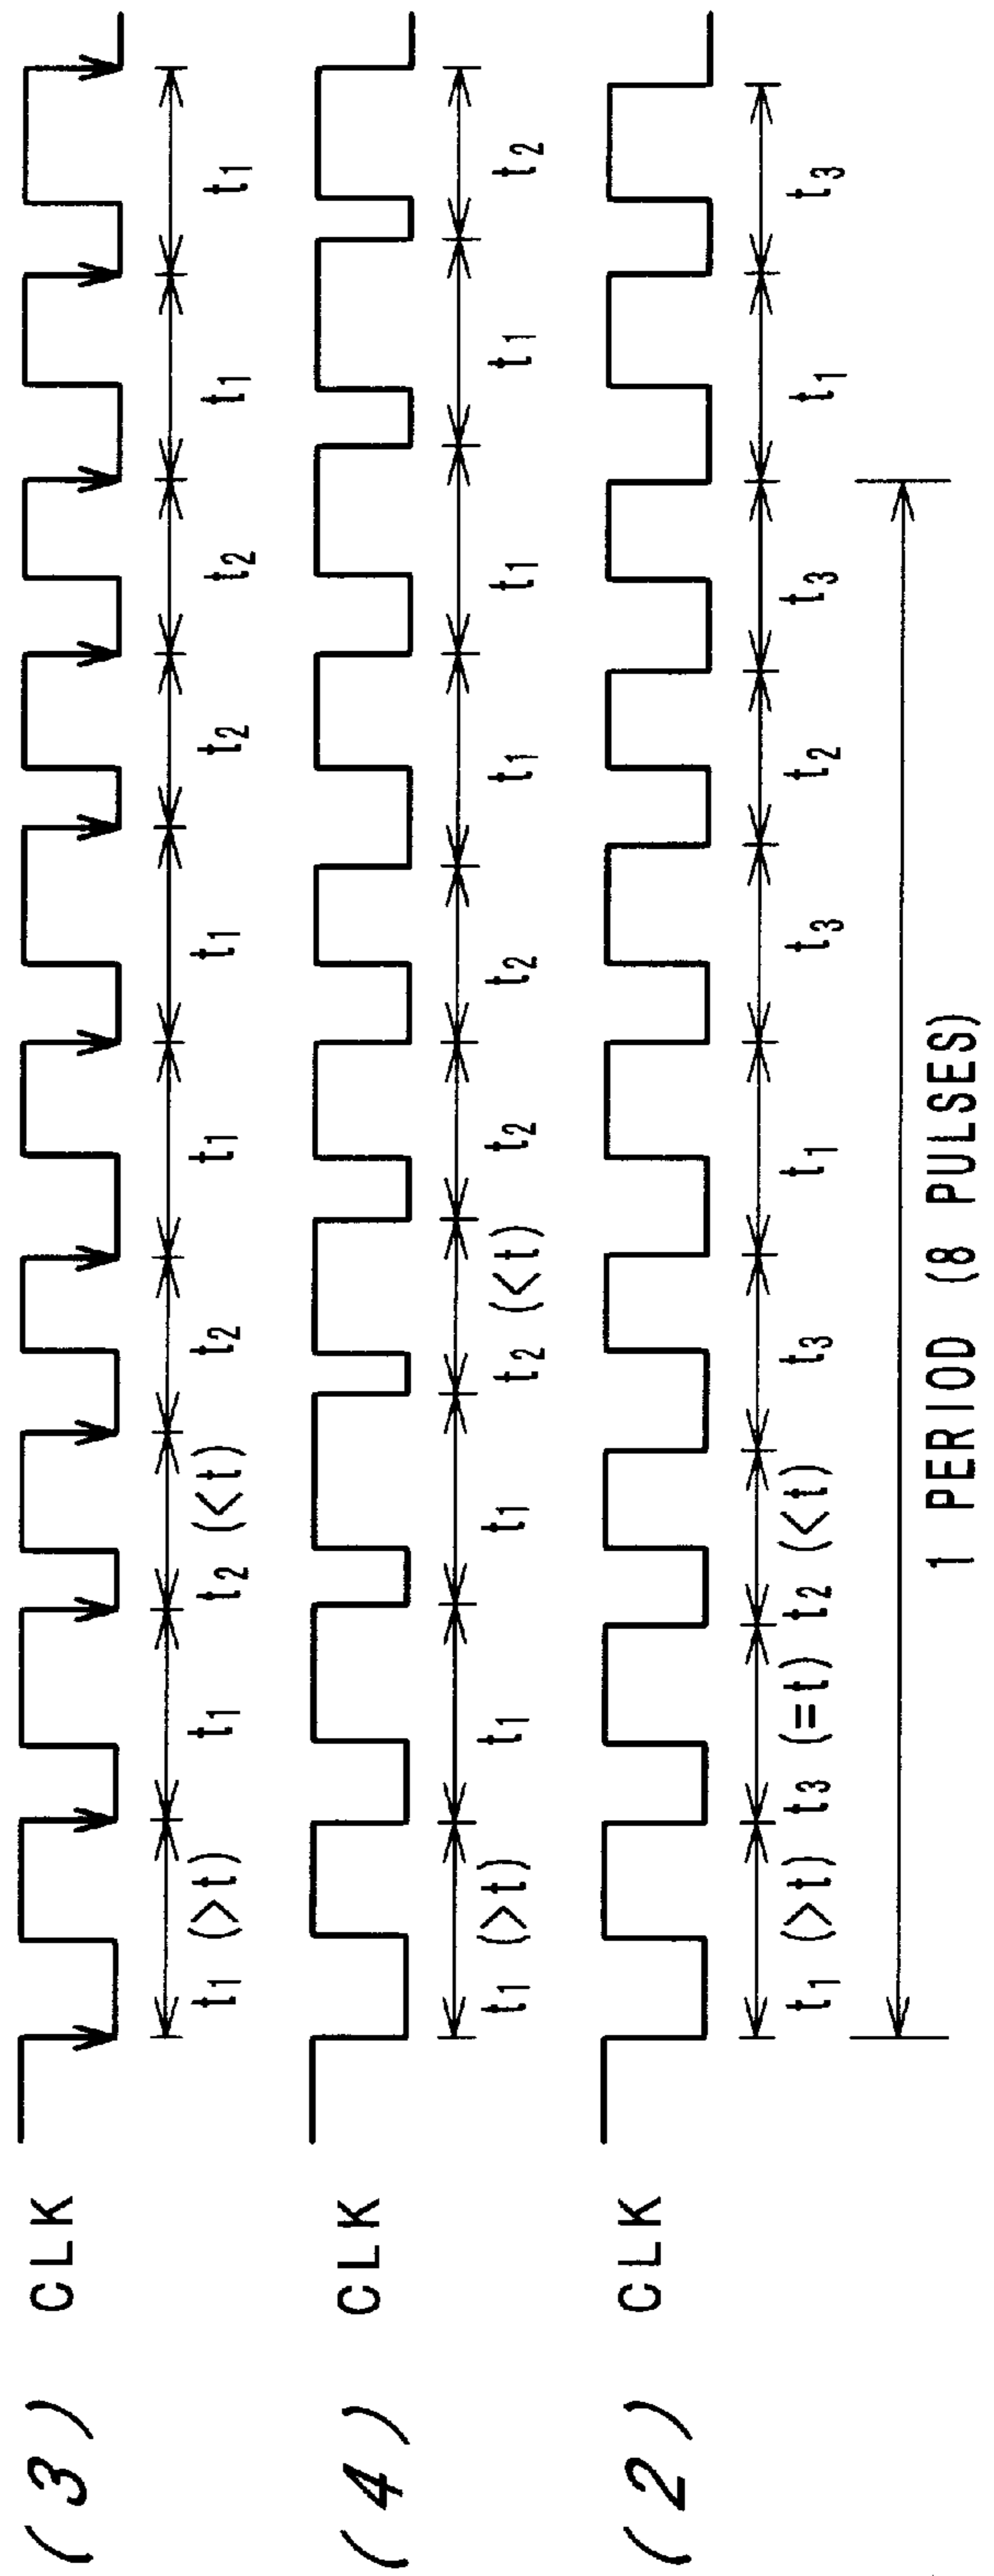 (3) CLK
t₁ (>t) t₁ t₂ (<t) t₂ t₁ t₁ t₂ t₂ t₁ t₁
(4) CLK
t₁ (>t) t₁ t₁ t₂ (<t) t₂ t₂ t₁ t₁ t₁ t₂
(2) CLK
t₁ (>t) t₃ (=t) t₂ (<t) t₃ t₁ t₃ t₂ t₃ t₁ t₃
1 PERIOD (8 PULSES)